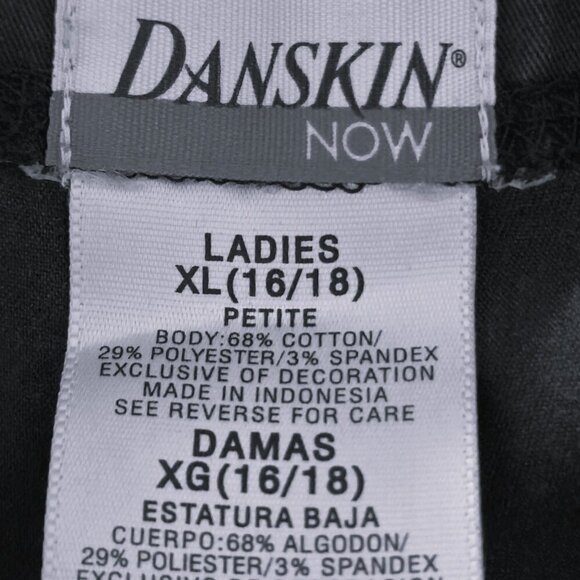 DANSKIN®
NOW
LADIES
XL(16/18)
PETITE
BODY:68% COTTON/
29% POLYESTER/3% SPANDEX
EXCLUSIVE OF DECORATION
MADE IN INDONESIA
SEE REVERSE FOR CARE
DAMAS
XG(16/18)
ESTATURA BAJA
CUERPO:68% ALGODON/
29% POLIESTER/3% SPANDEX